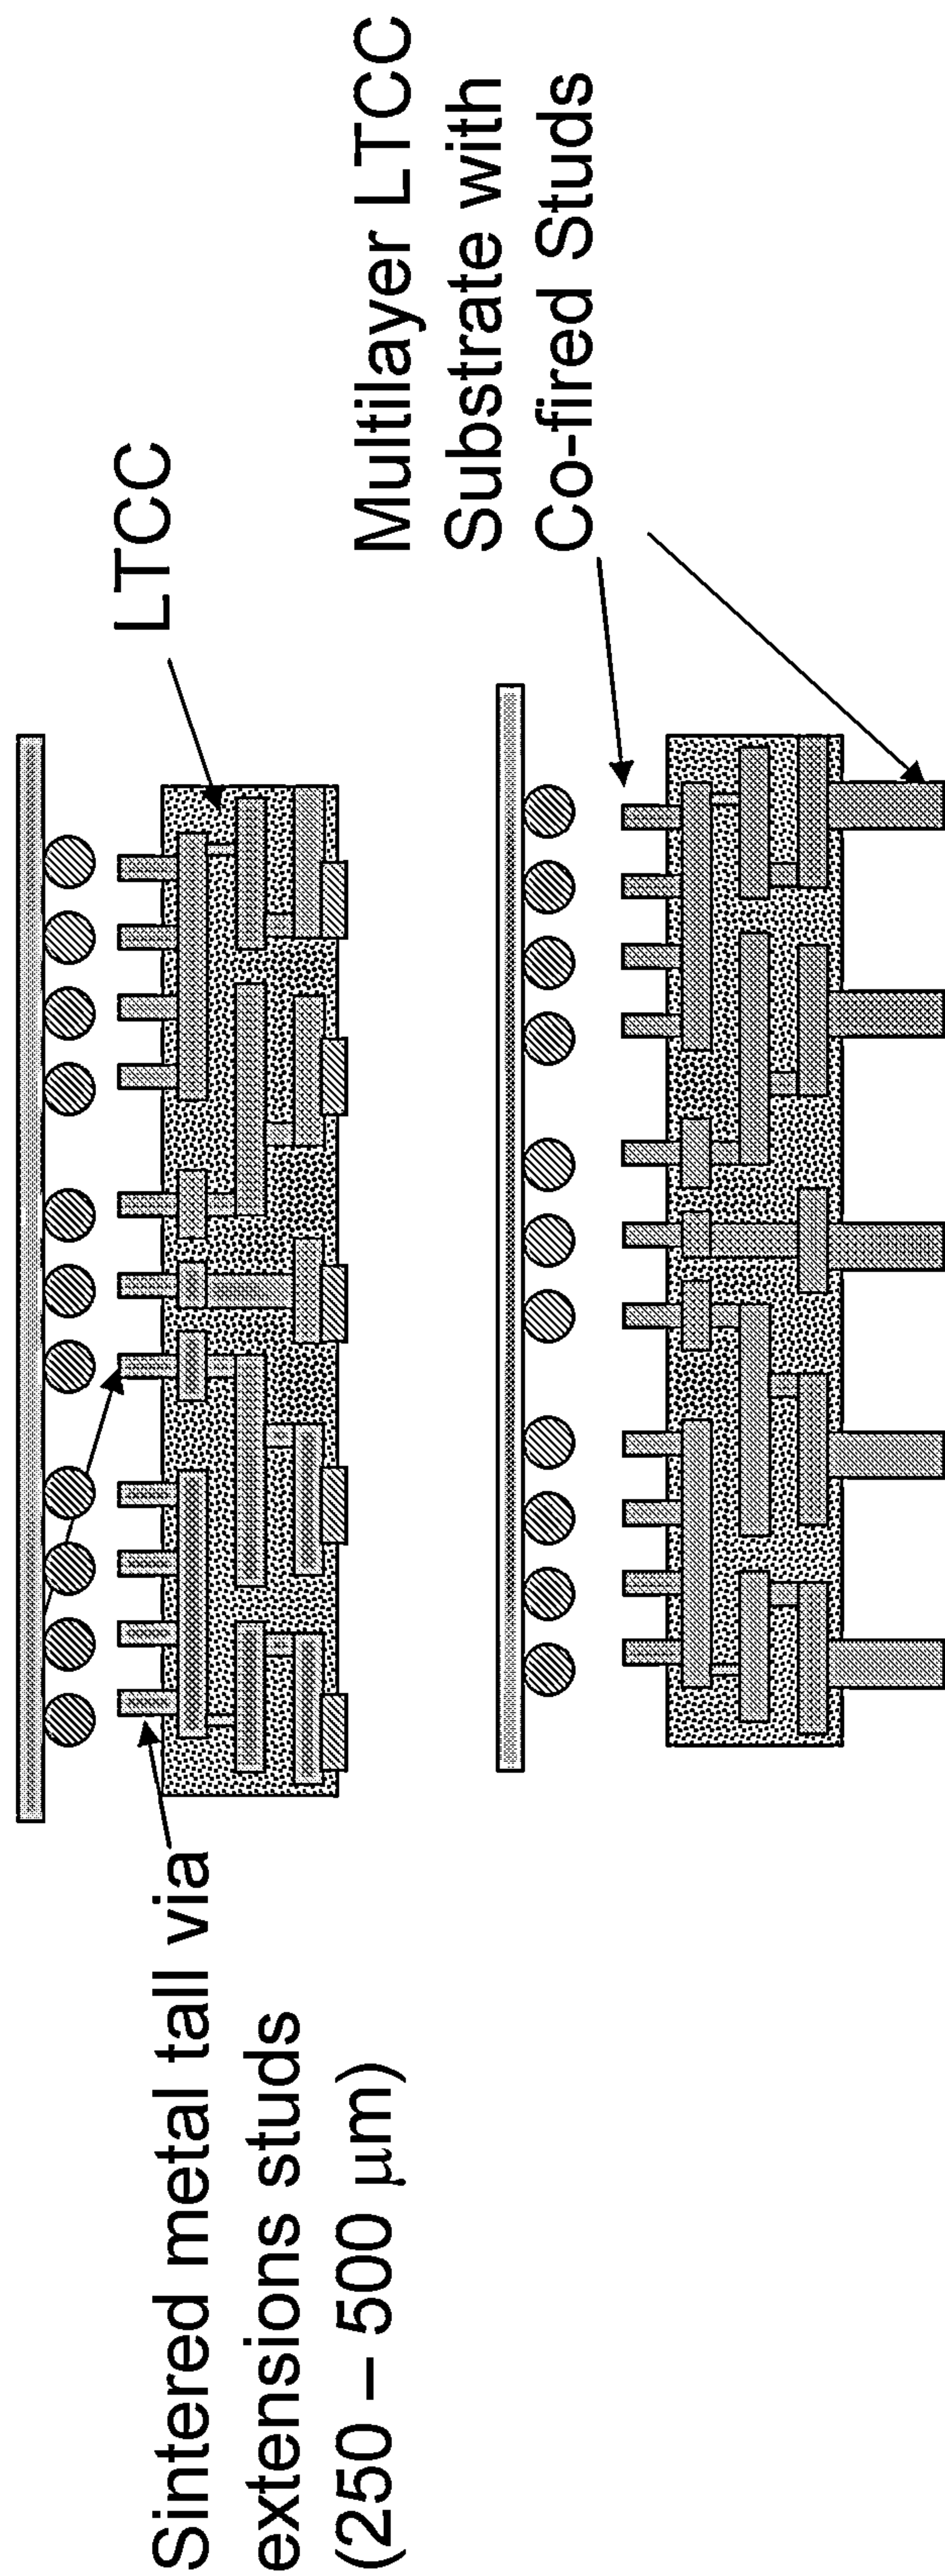 Sintered metal tall via
extensions studs
(250 – 500 μm)
LTCC
Multilayer LTCC
Substrate with
Co-fired Studs